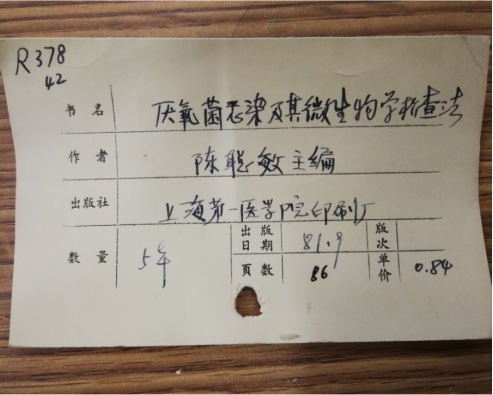 R378
42
书名 厌氧菌感染及其微生物学检查法
作者 陈聪敏主编
出版社 上海第一医学院印刷厂
数量 5本 出版日期 81.9 版次
页数 86 单价 0.84